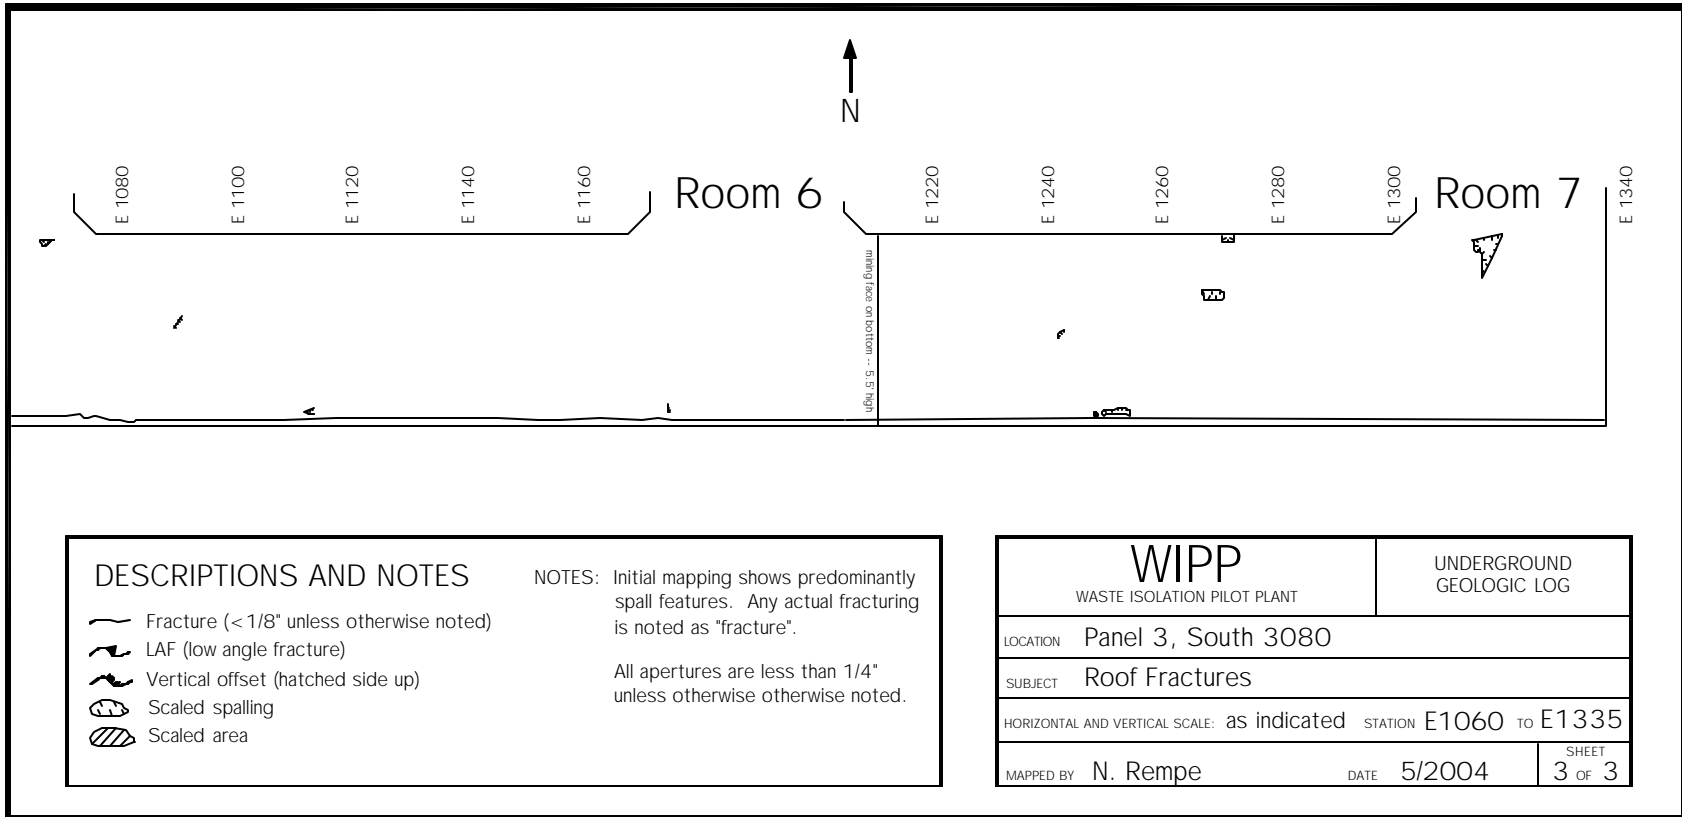 N
E 1080
E 1100
E 1120
E 1140
E 1160
Room 6
E 1220
E 1240
E 1260
E 1280
E 1300
Room 7
E 1340
mining face on bottom -- 5.5' high
DESCRIPTIONS AND NOTES
Fracture (<1/8" unless otherwise noted)
LAF (low angle fracture)
Vertical offset (hatched side up)
Scaled spalling
Scaled area
NOTES: Initial mapping shows predominantly
spall features. Any actual fracturing
is noted as "fracture".
All apertures are less than 1/4"
unless otherwise otherwise noted.
WIPP
WASTE ISOLATION PILOT PLANT
UNDERGROUND
GEOLOGIC LOG
LOCATION Panel 3, South 3080
SUBJECT Roof Fractures
HORIZONTAL AND VERTICAL SCALE: as indicated STATION E1060 TO E1335
MAPPED BY N. Rempe DATE 5/2004
SHEET
3 OF 3